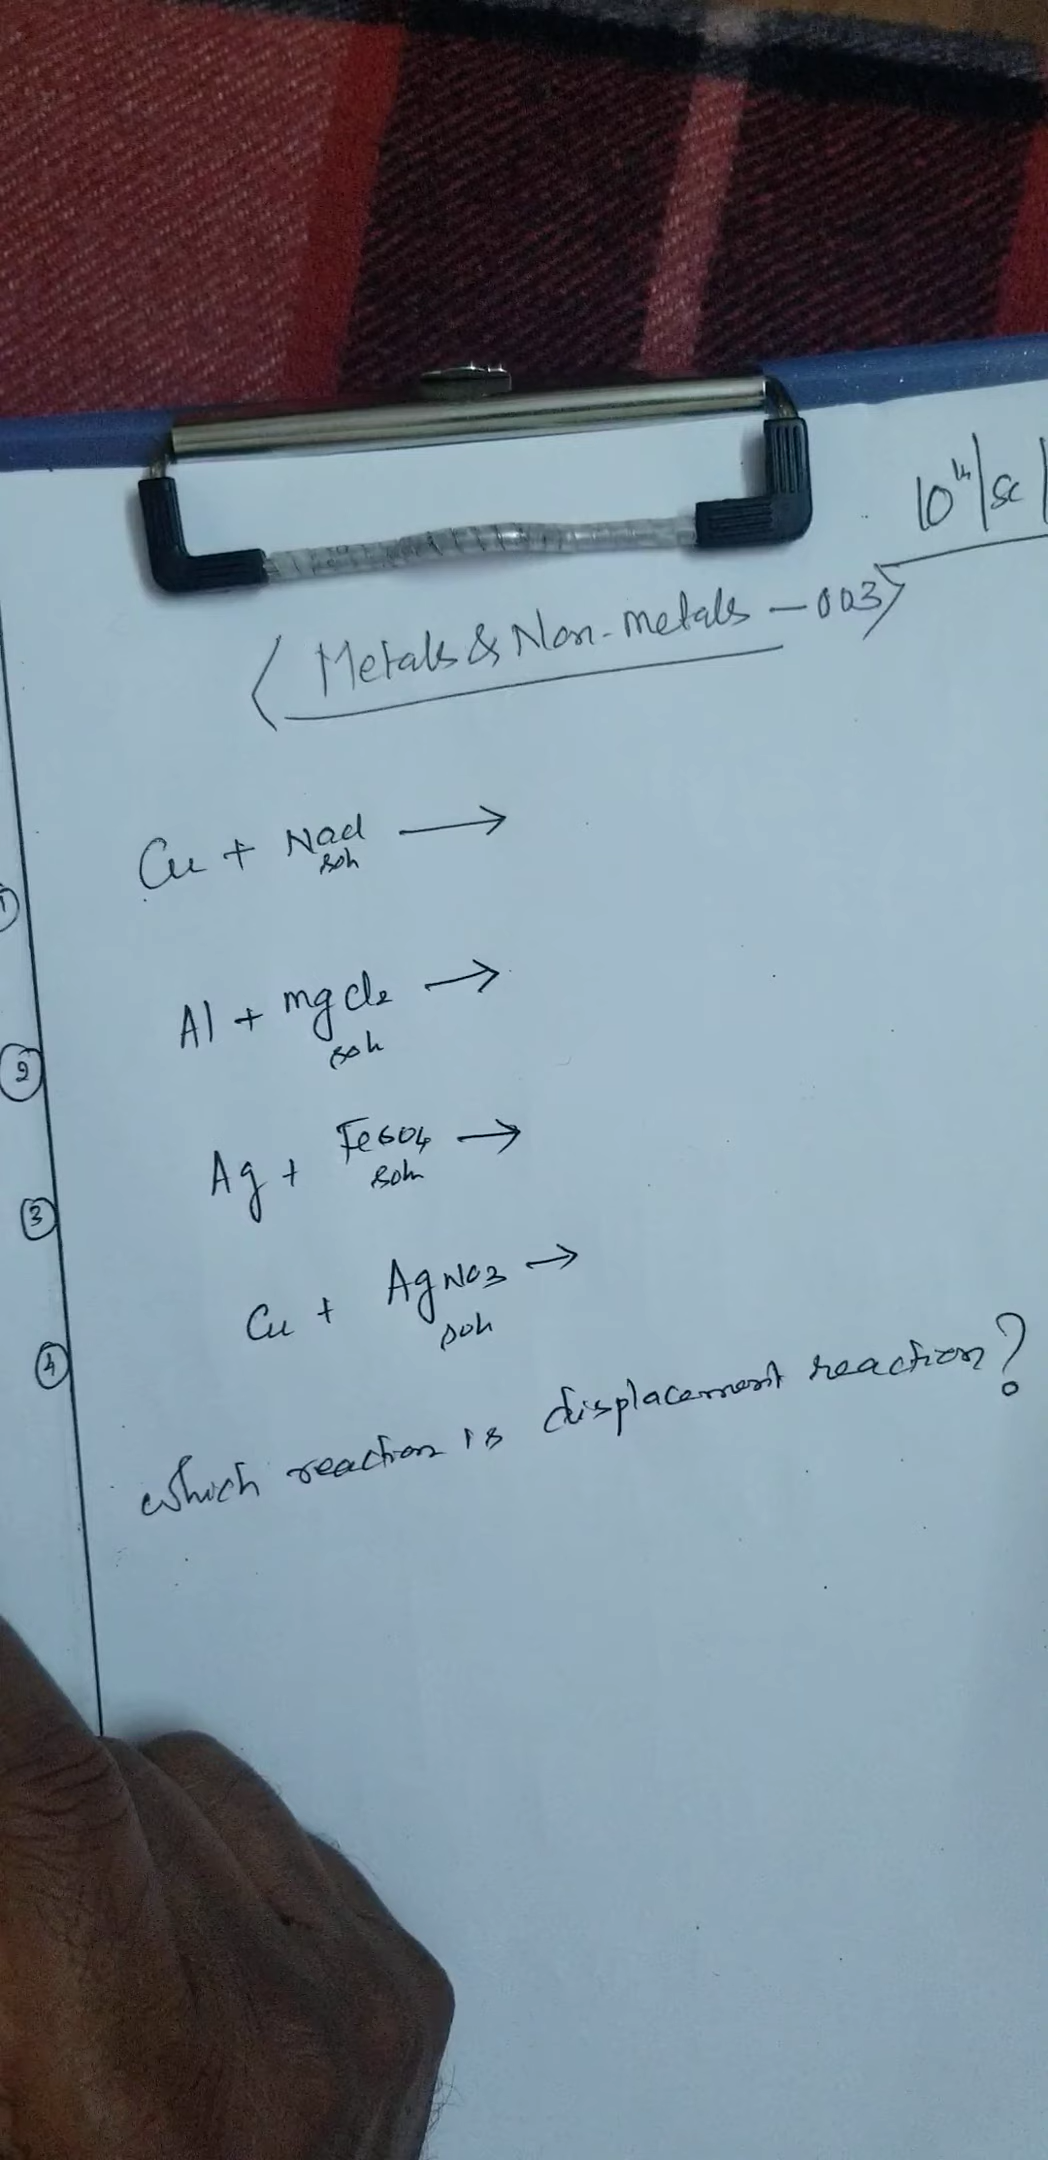 10th/Sc/
Metals & Non-metals - 003
① Cu + NaCl →
soln
② Al + MgCl2 →
soln
③ Ag + FeSO4 →
soln
④ Cu + AgNO3 →
soln
Which reaction is displacement reaction?